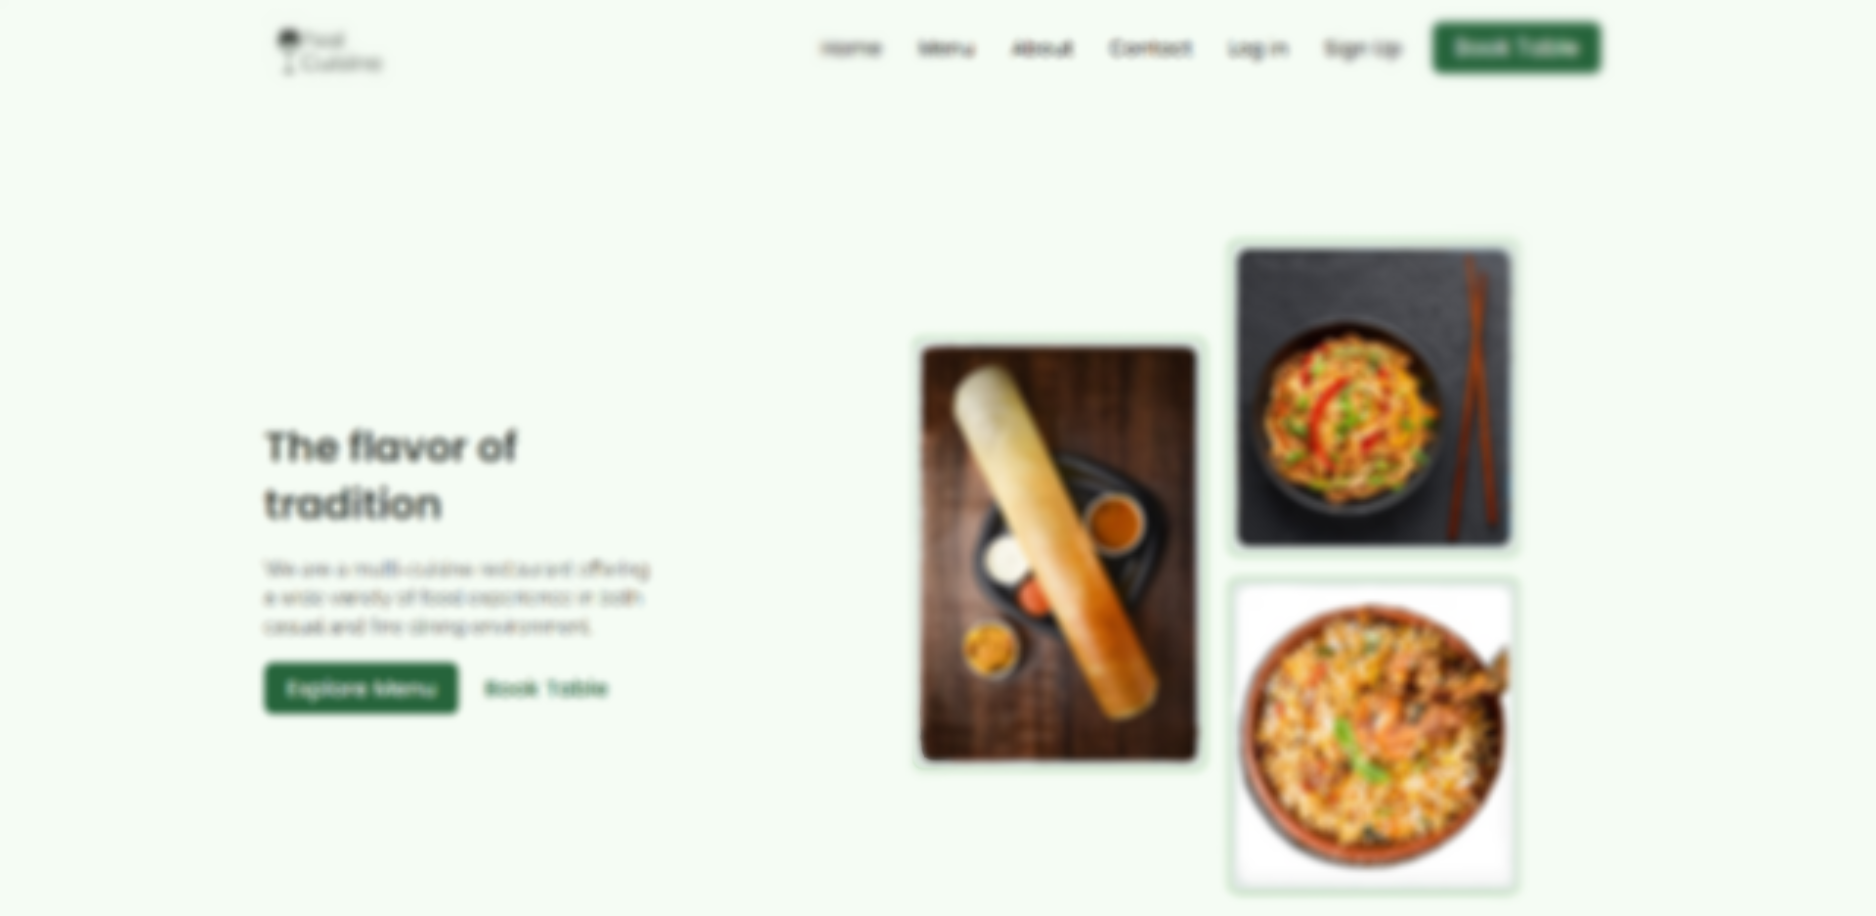 Food
Cuisine
Home Menu About Contact Log in Sign Up Book Table
The flavor of
tradition
We are a multi-cuisine restaurant offering
a wide variety of food experience in both
casual and fine dining environment.
Explore Menu Book Table